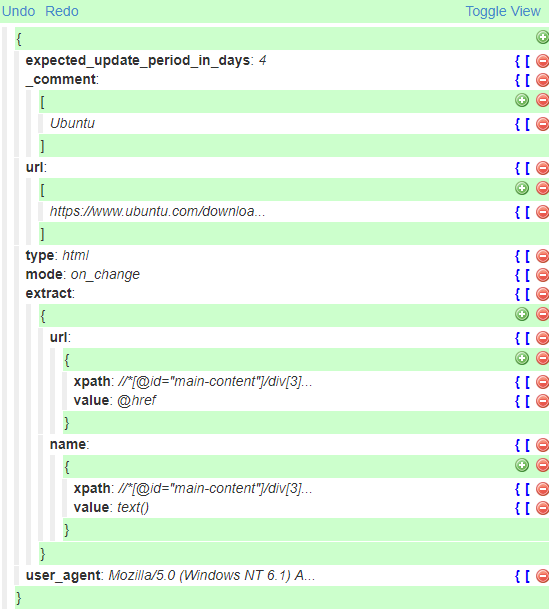 Undo Redo Toggle View
{
expected_update_period_in_days: 4 { [
_comment: { [
[
Ubuntu { [
]
url: { [
[
https://www.ubuntu.com/downloa... { [
]
type: html { [
mode: on_change { [
extract: { [
{
url: { [
{
xpath: //*[@id="main-content"]/div[3]... { [
value: @href { [
}
name: { [
{
xpath: //*[@id="main-content"]/div[3]... { [
value: text() { [
}
}
user_agent: Mozilla/5.0 (Windows NT 6.1) A... { [
}